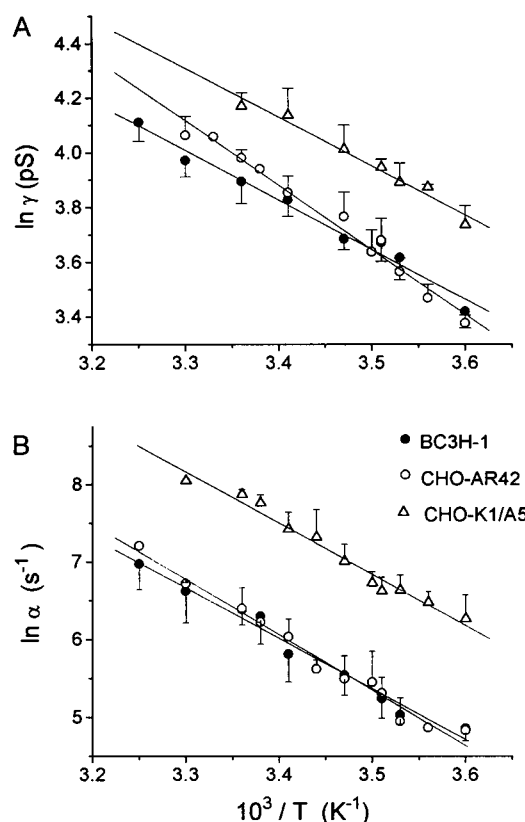 A
ln γ (pS)
4.4
4.2
4.0
3.8
3.6
3.4
3.2 3.3 3.4 3.5 3.6
B
ln α (s⁻¹)
8
7
6
5
● BC3H-1
○ CHO-AR42
△ CHO-K1/A5
3.2 3.3 3.4 3.5 3.6
10³ / T (K⁻¹)